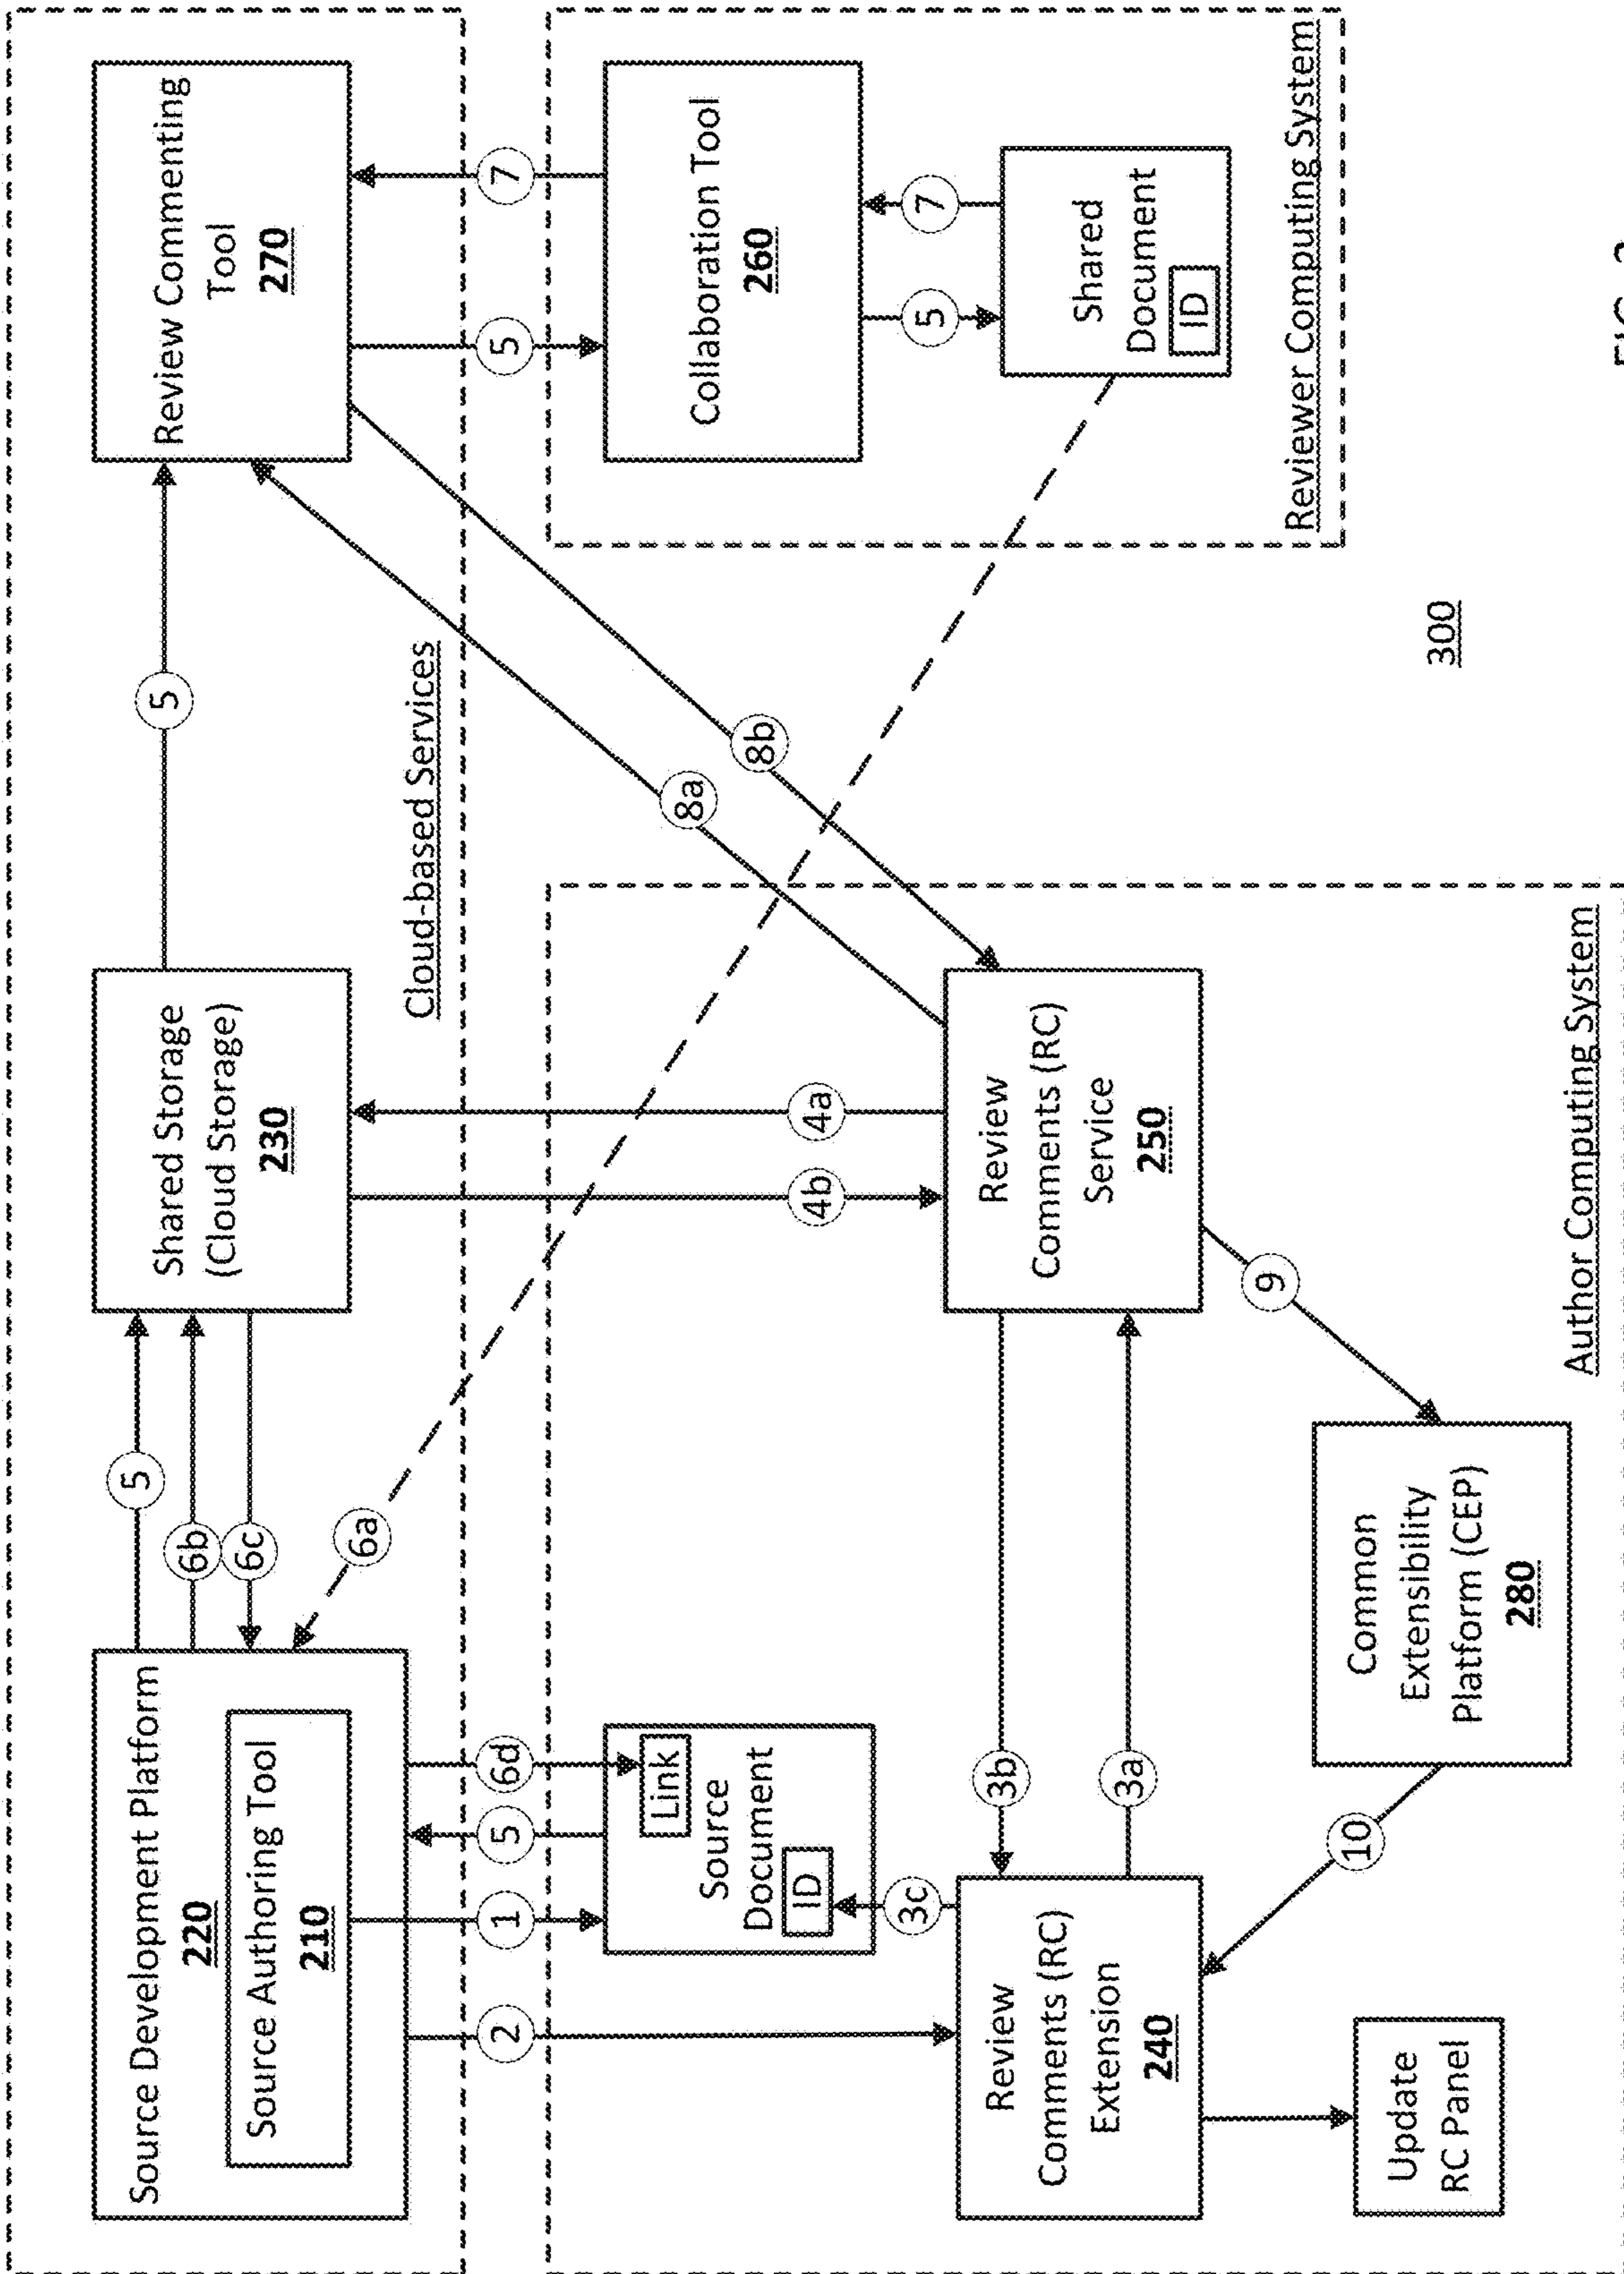 Source Development Platform
220
Source Authoring Tool
210
5
6b
6c
6a
Shared Storage
(Cloud Storage)
230
5
Review Commenting
Tool
270
Cloud-based Services
1
2
5
6d
Link
Source
Document
ID
3c
4b
4a
8a
8b
5
7
Collaboration Tool
260
5
7
Shared
Document
ID
Reviewer Computing System
Review
Comments (RC)
Extension
240
3b
3a
Review
Comments (RC)
Service
250
9
10
Common
Extensibility
Platform (CEP)
280
Update
RC Panel
Author Computing System
300